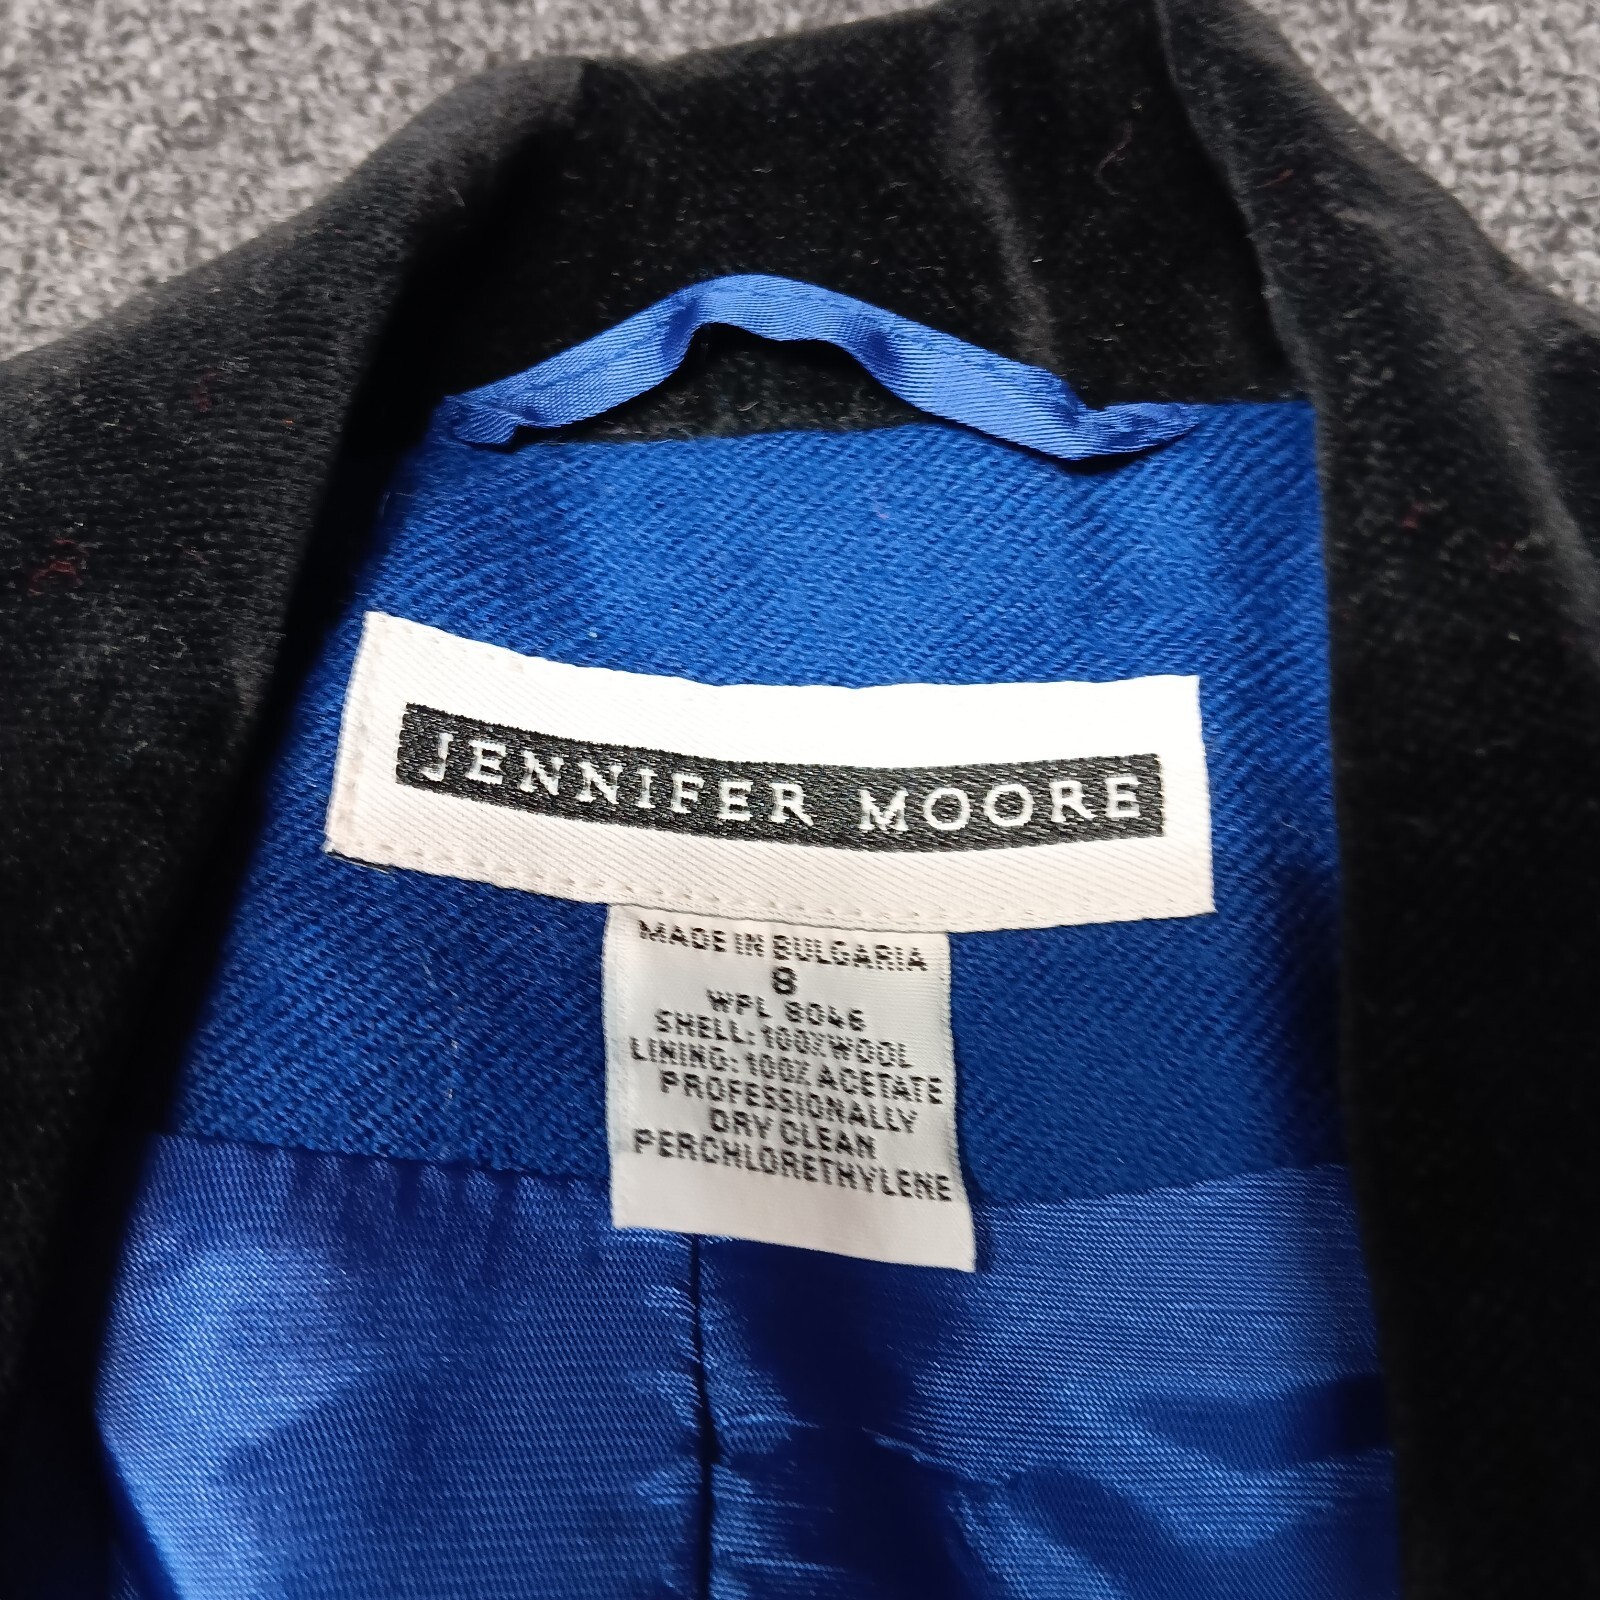 JENNIFER MOORE
MADE IN BULGARIA
8
WPL 8046
SHELL: 100% WOOL
LINING: 100% ACETATE
PROFESSIONALLY
DRY CLEAN
PERCHLORETHYLENE